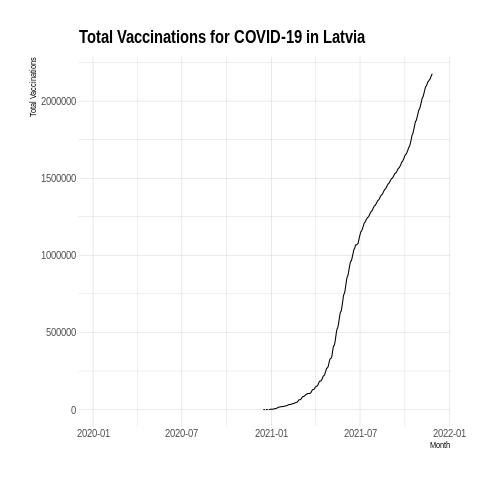 Total Vaccinations for COVID-19 in Latvia
Total Vaccinations
2000000
1500000
1000000
500000
0
2020-01 2020-07 2021-01 2021-07 2022-01
Month